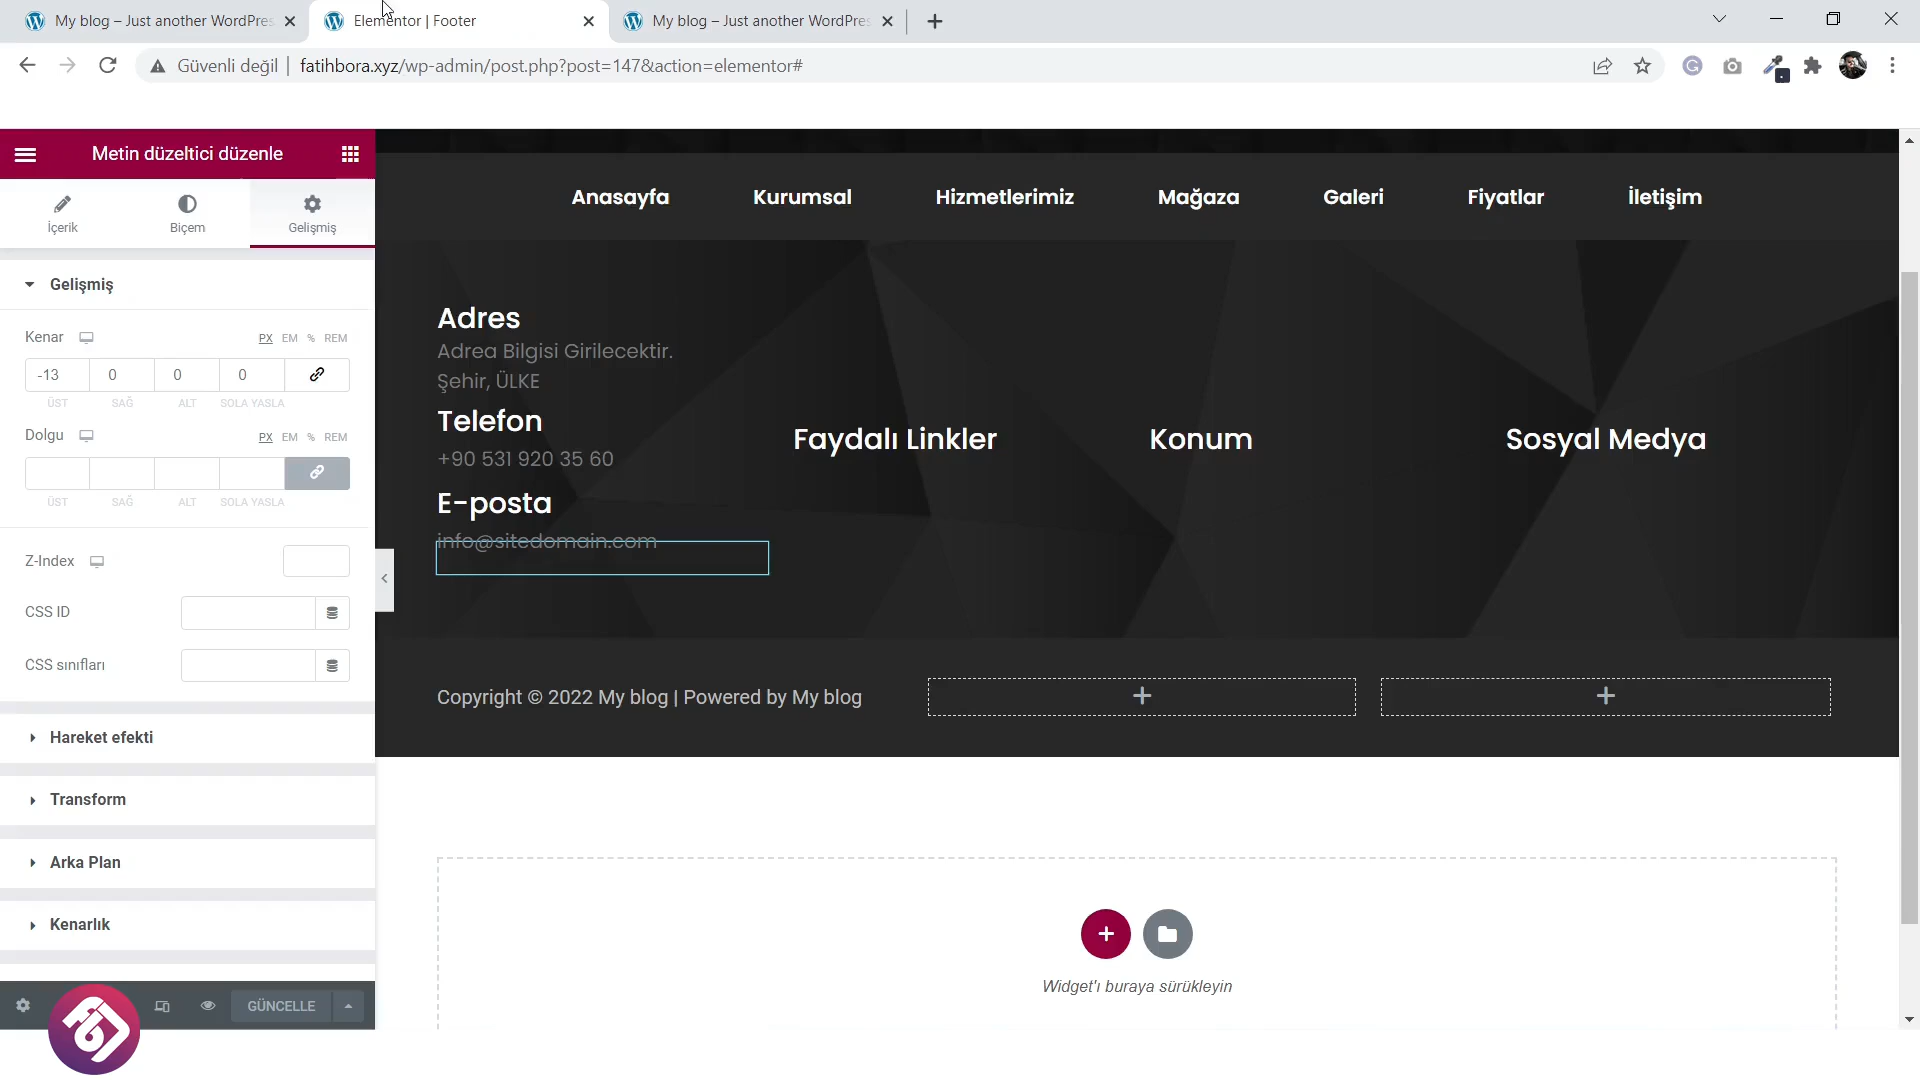 My blog – Just another WordPres
Elementor | Footer
My blog – Just another WordPres
Güvenli değil
fatihbora.xyz/wp-admin/post.php?post=147&action=elementor#
Metin düzeltici düzenle
İçerik
Biçem
Gelişmiş
Gelişmiş
Kenar
PX EM % REM
-13 0 0 0
ÜST SAĞ ALT SOLA YASLA
Dolgu
PX EM % REM
ÜST SAĞ ALT SOLA YASLA
Z-Index
CSS ID
CSS sınıfları
Hareket efekti
Transform
Arka Plan
Kenarlık
GÜNCELLE
Anasayfa Kurumsal Hizmetlerimiz Mağaza Galeri Fiyatlar İletişim
Adres
Adrea Bilgisi Girilecektir.
Şehir, ÜLKE
Telefon
+90 531 920 35 60
E-posta
info@sitedomain.com
Faydalı Linkler
Konum
Sosyal Medya
Copyright © 2022 My blog | Powered by My blog
Widget'ı buraya sürükleyin